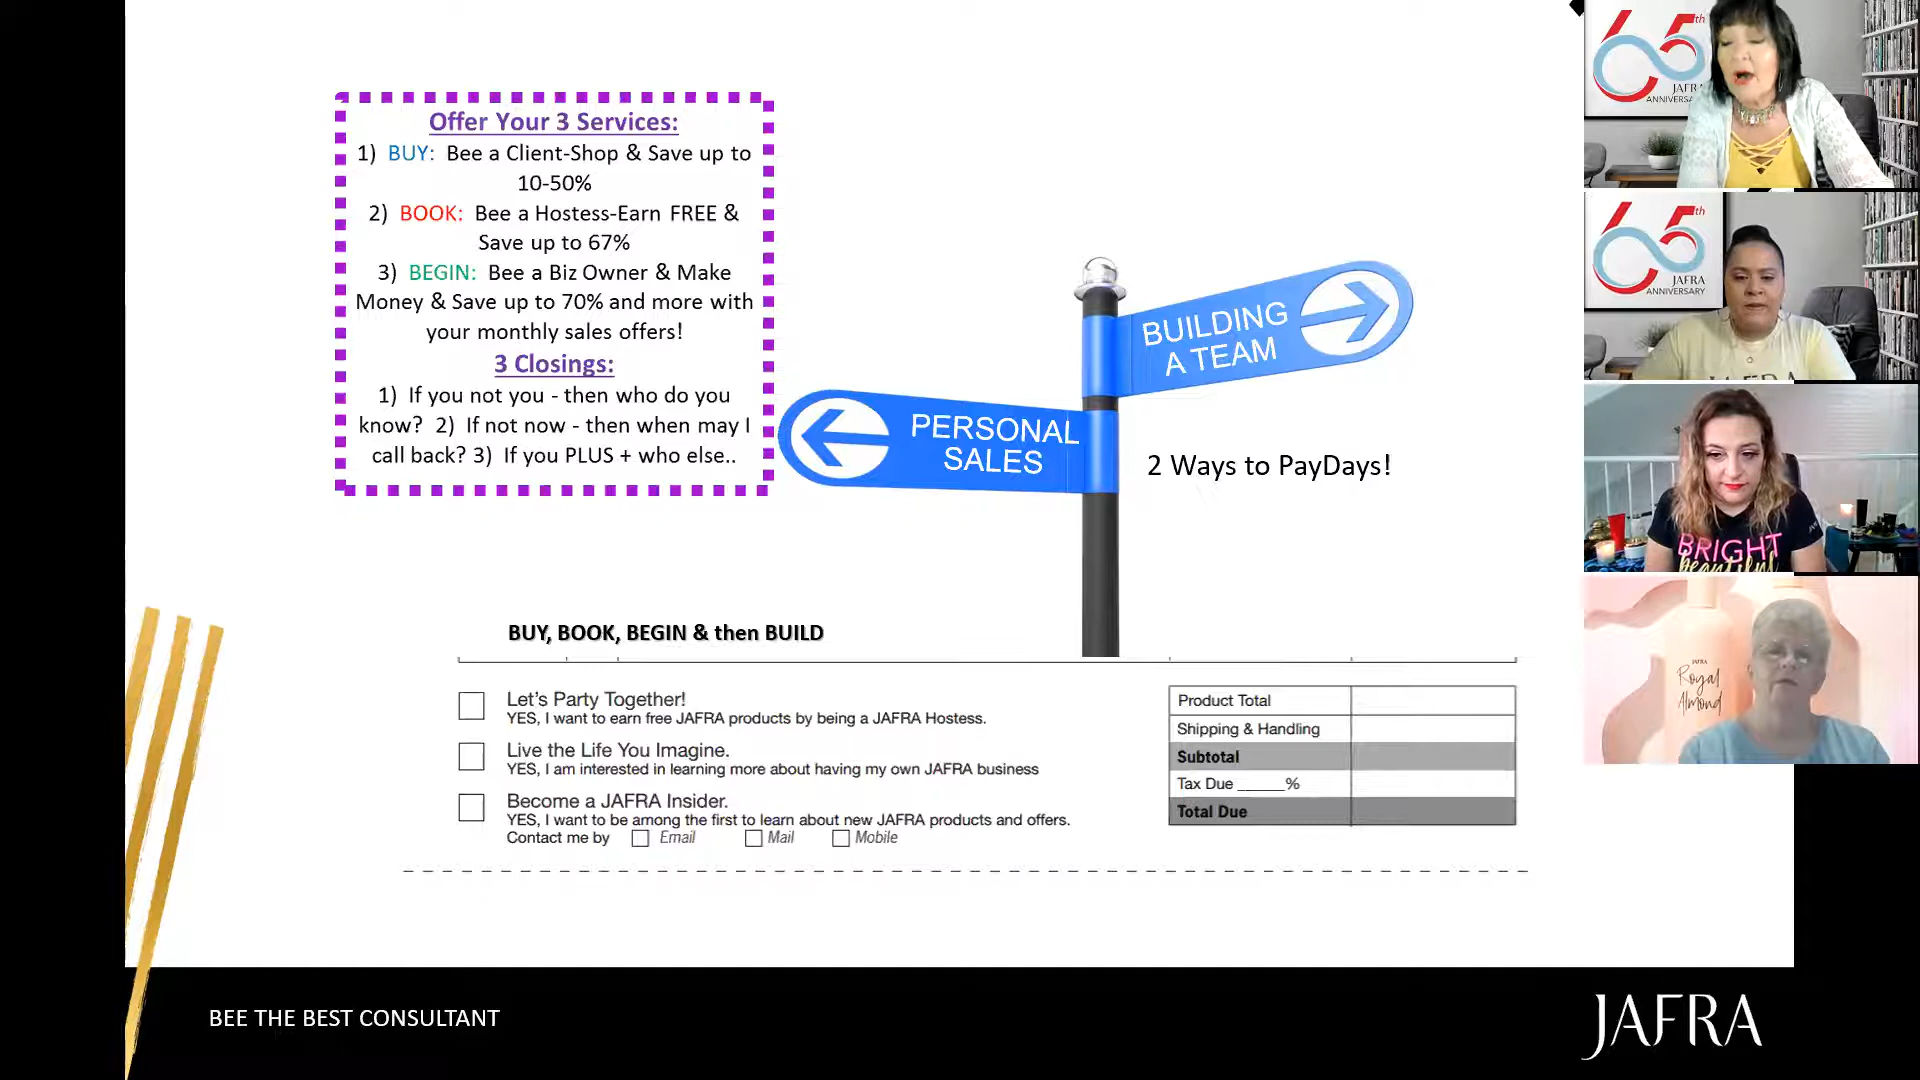 Offer Your 3 Services:
1) BUY: Bee a Client-Shop & Save up to
10-50%
2) BOOK: Bee a Hostess-Earn FREE &
Save up to 67%
3) BEGIN: Bee a Biz Owner & Make
Money & Save up to 70% and more with
your monthly sales offers!
3 Closings:
1) If you not you - then who do you
know? 2) If not now - then when may I
call back? 3) If you PLUS + who else..
BUILDING
A TEAM
PERSONAL
SALES
2 Ways to PayDays!
BUY, BOOK, BEGIN & then BUILD
Let's Party Together!
YES, I want to earn free JAFRA products by being a JAFRA Hostess.
Live the Life You Imagine.
YES, I am interested in learning more about having my own JAFRA business
Become a JAFRA Insider.
YES, I want to be among the first to learn about new JAFRA products and offers.
Contact me by Email Mail Mobile
Product Total
Shipping & Handling
Subtotal
Tax Due ______%
Total Due
BEE THE BEST CONSULTANT
JAFRA
65th
JAFRA
ANNIVERSA
65th
JAFRA
ANNIVERSARY
JAFRA
BRIGHT
beautiful
JAFRA
Royal
Almond